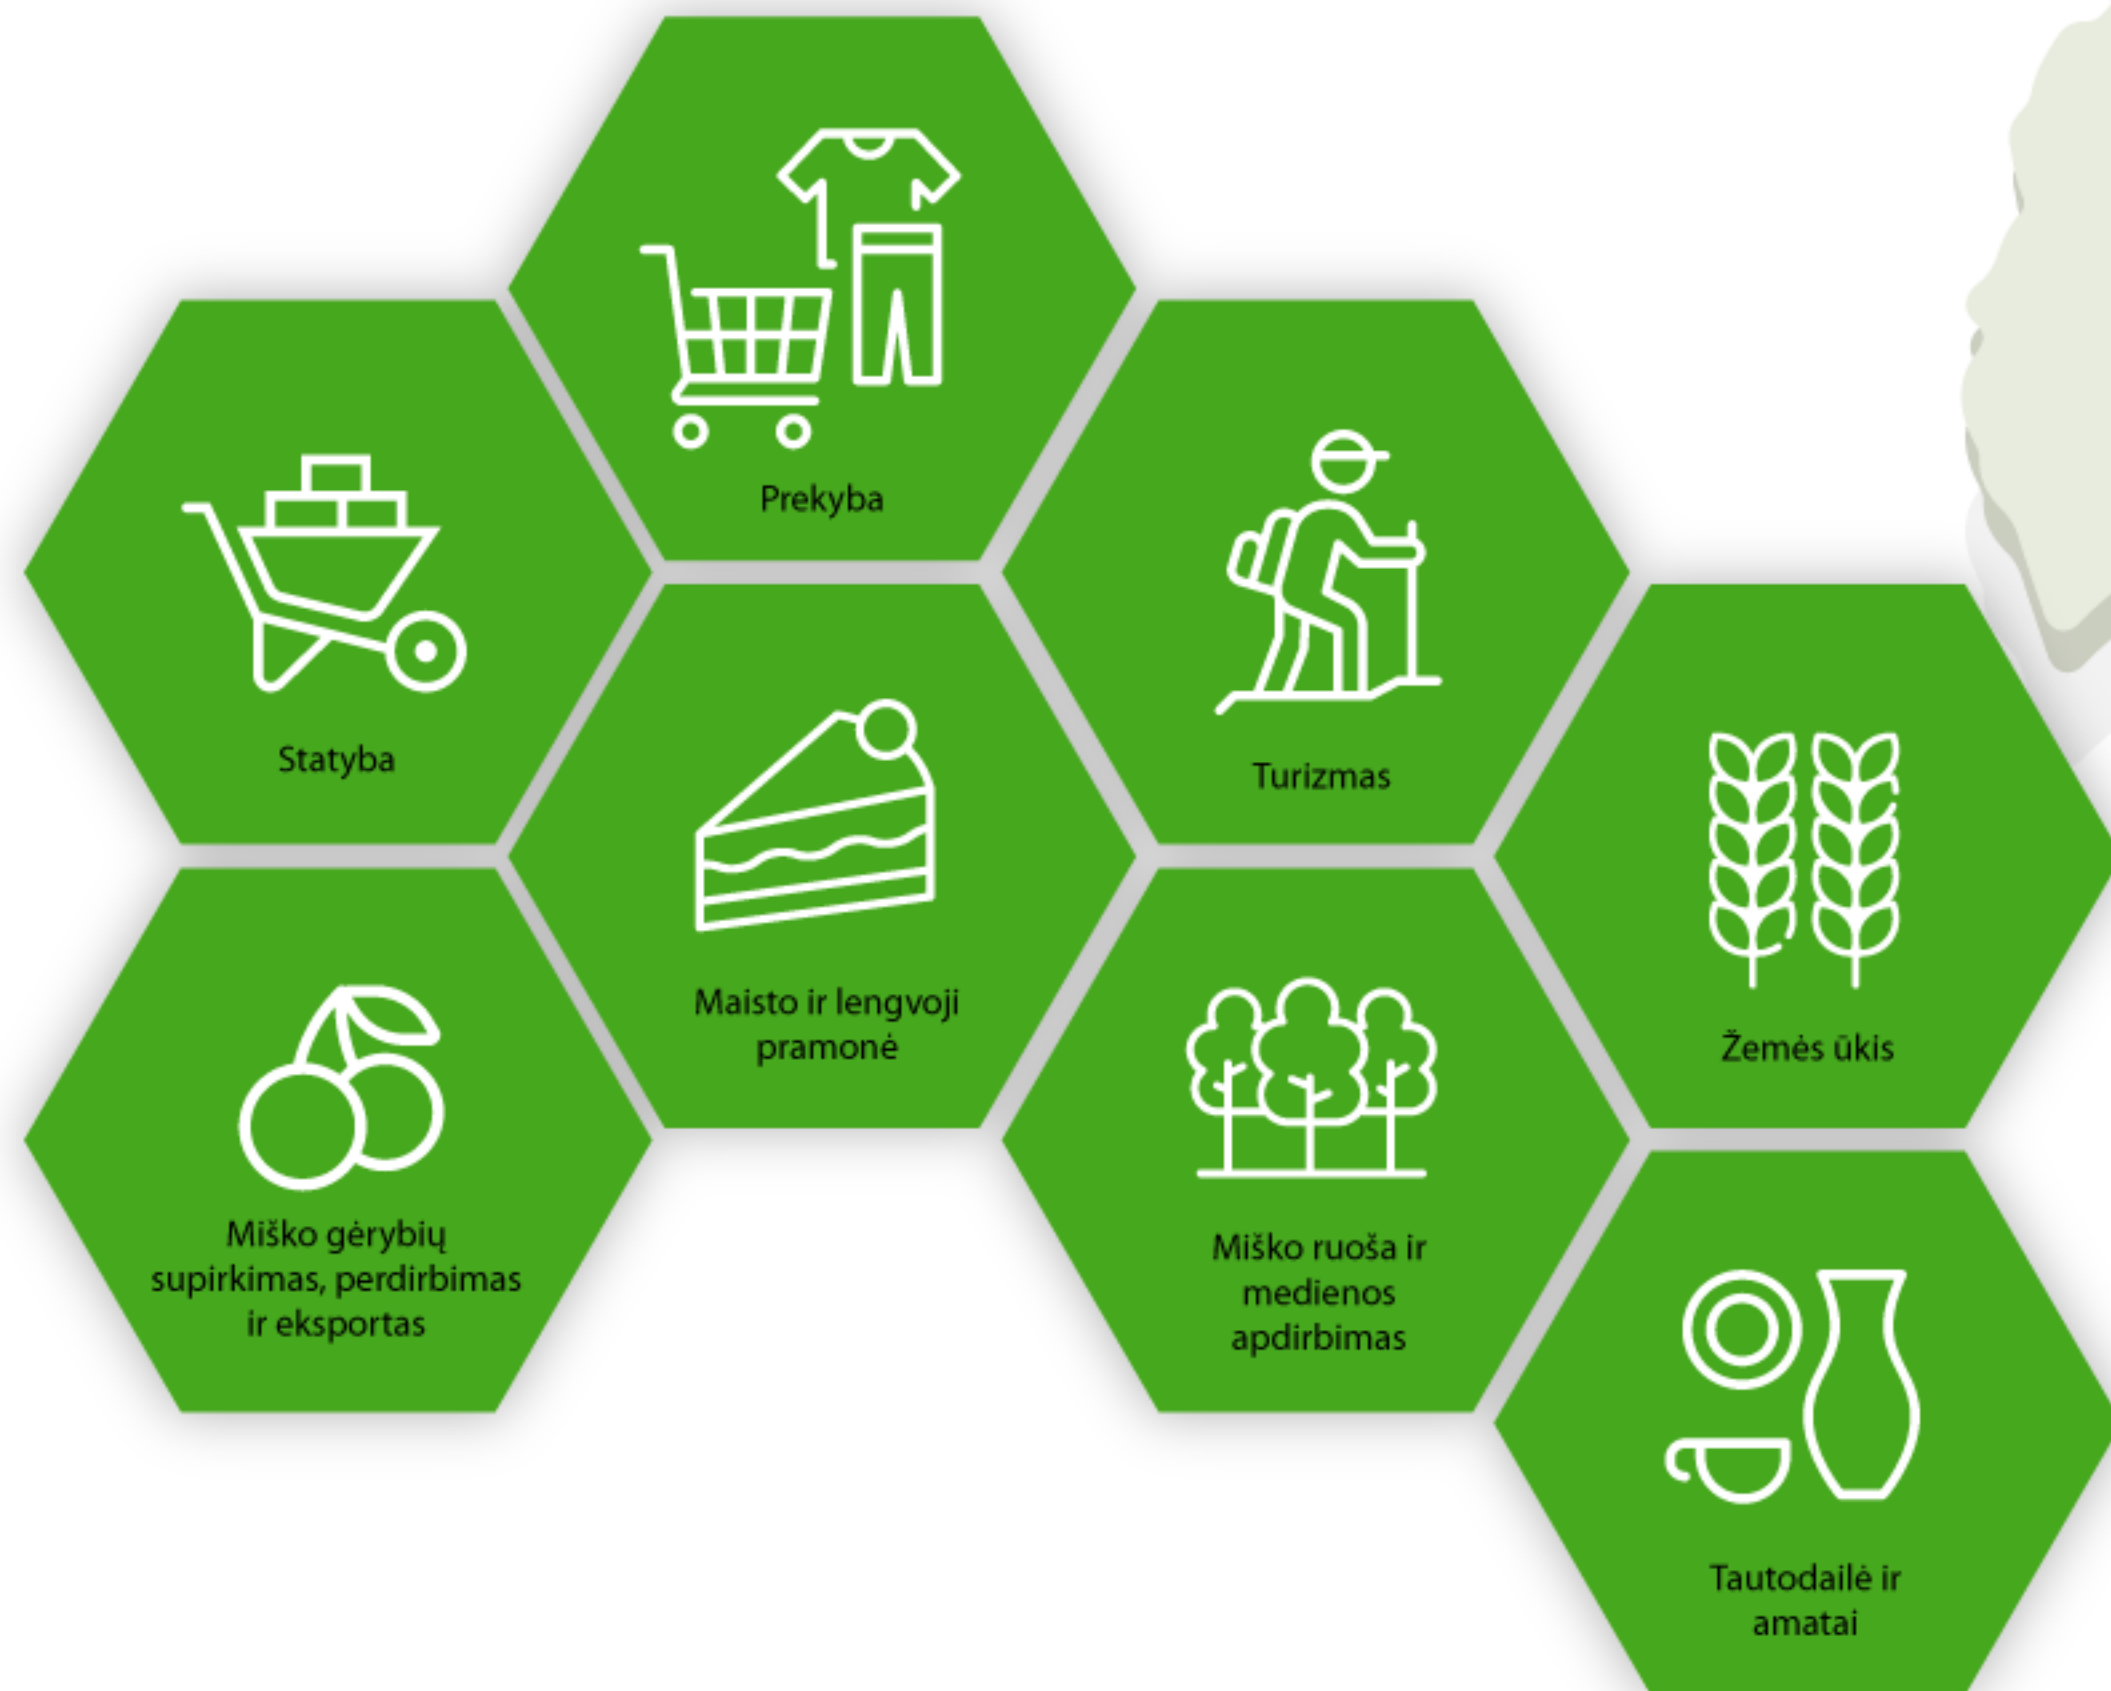 Prekyba
Statyba
Turizmas
Maisto ir lengvoji
pramonė
Žemės ūkis
Miško gėrybių
supirkimas, perdirbimas
ir eksportas
Miško ruoša ir
medienos
apdirbimas
Tautodailė ir
amatai